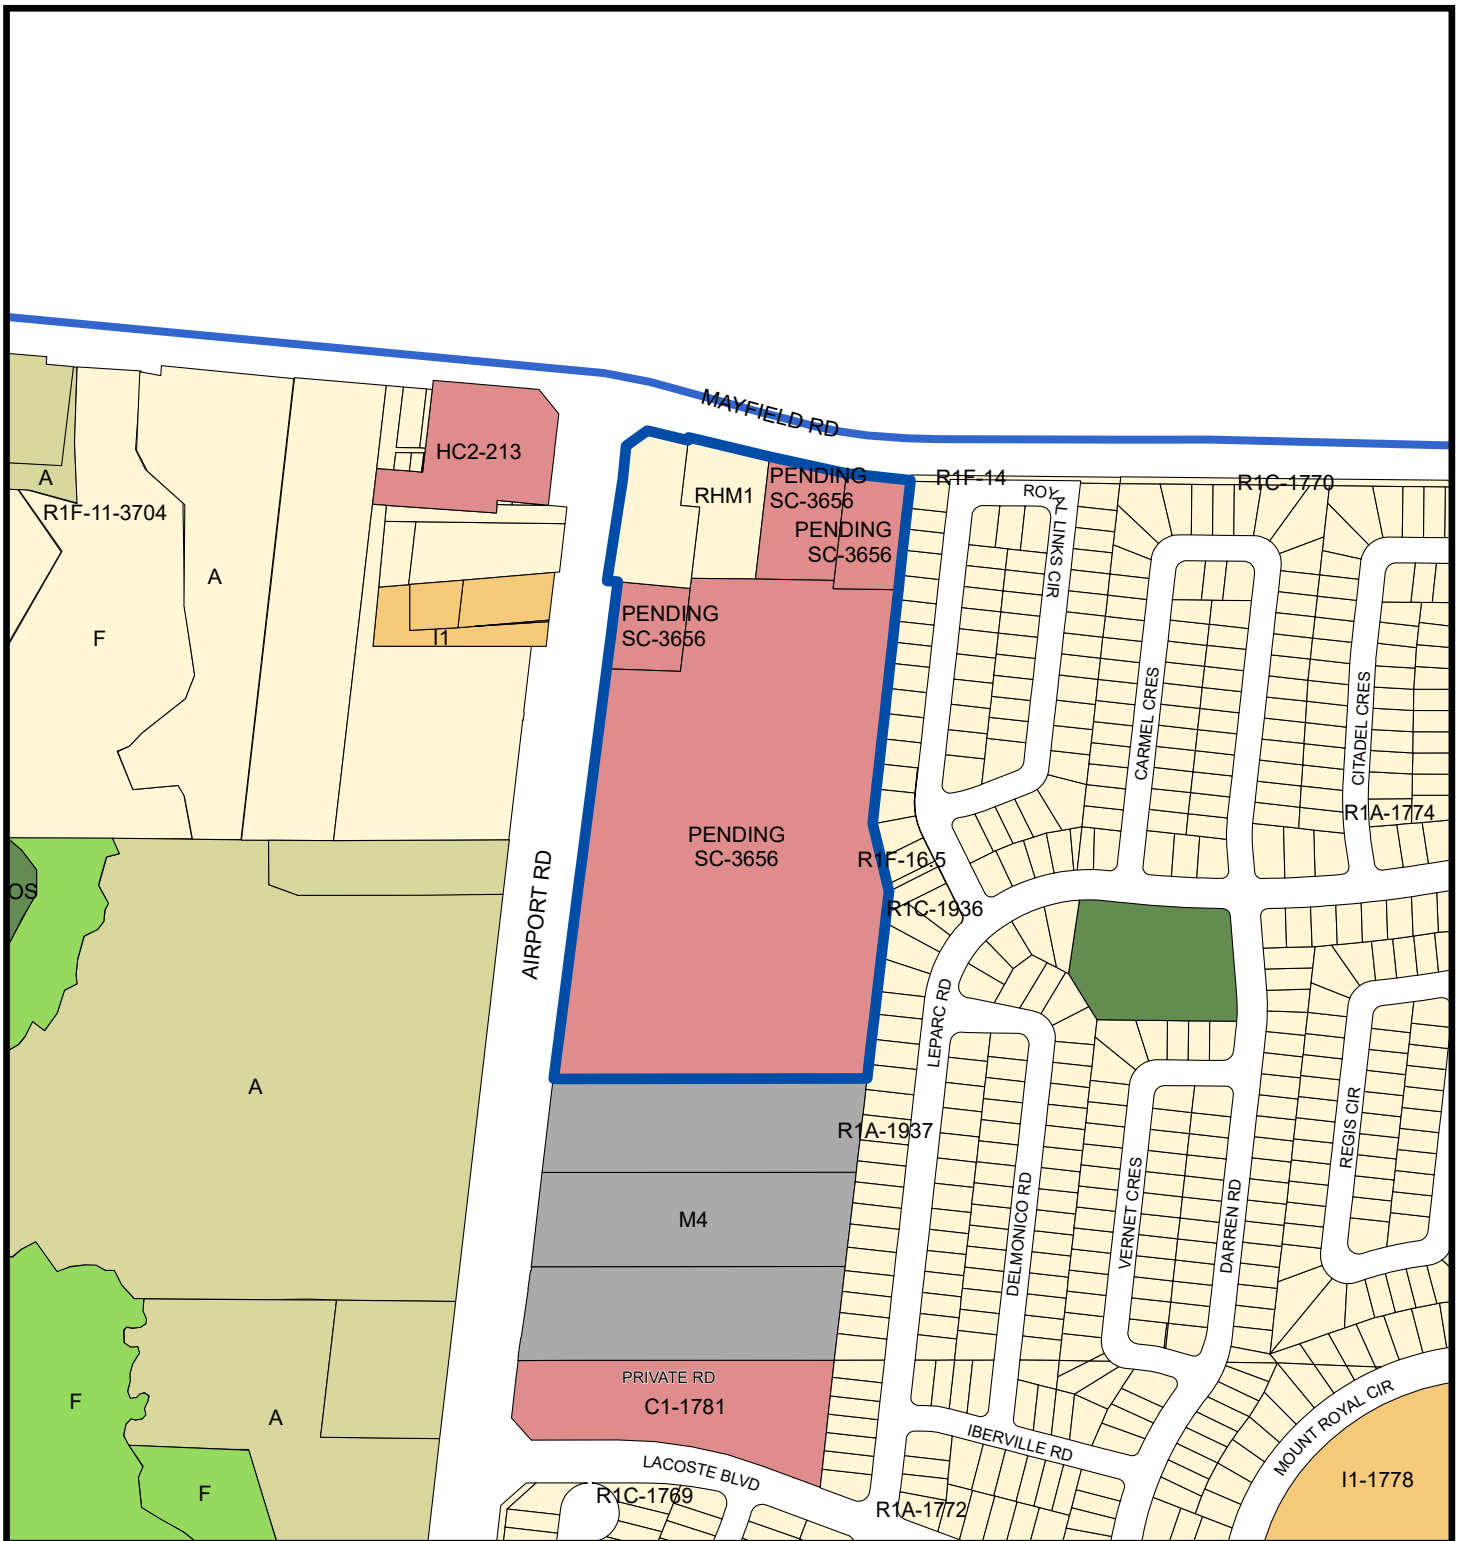 MAYFIELD RD
HC2-213
A
R1F-11-3704
RHM1
PENDING
SC-3656
PENDING
SC-3656
R1F-14
R1C-1770
ROYAL LINKS CIR
A
F
I1
PENDING
SC-3656
CARMEL CRES
CITADEL CRES
R1A-1774
PENDING
SC-3656
R1F-16.5
OS
AIRPORT RD
R1C-1936
LEPARC RD
A
R1A-1937
REGIS CIR
M4
DELMONICO RD
VERNET CRES
DARREN RD
PRIVATE RD
C1-1781
F
A
IBERVILLE RD
MOUNT ROYAL CIR
LACOSTE BLVD
I1-1778
F
R1C-1769
R1A-1772